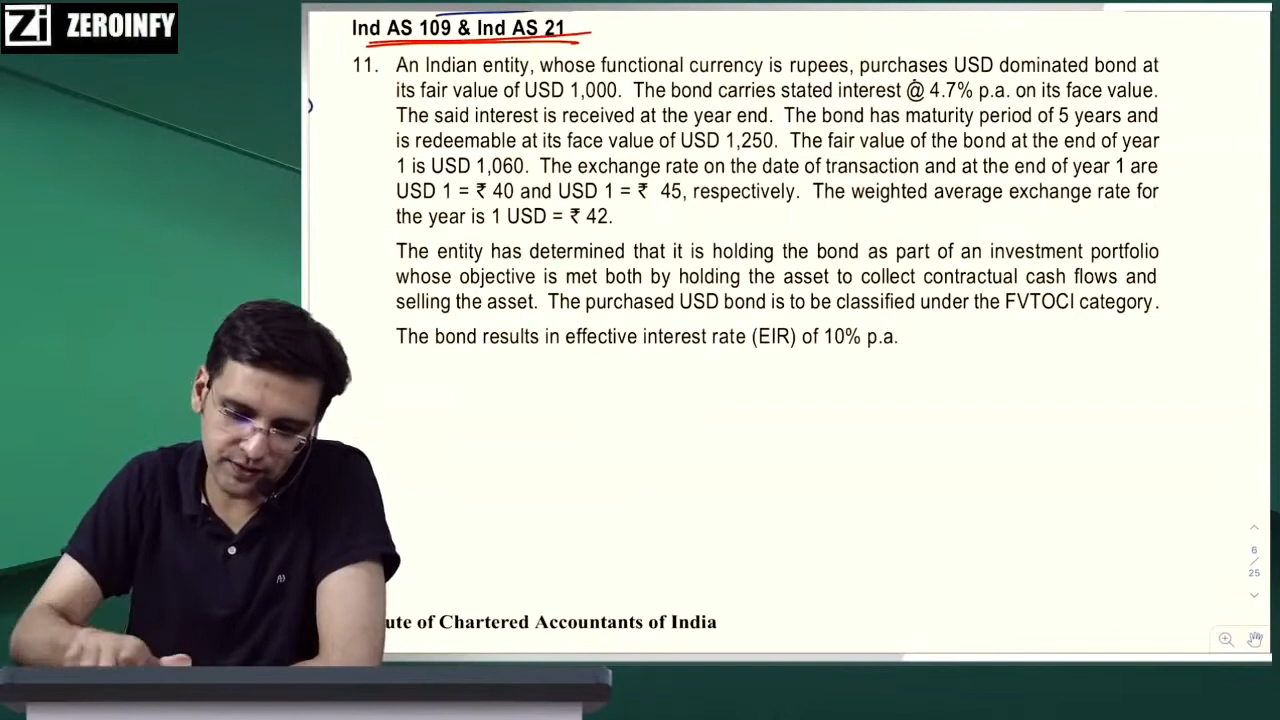 Zi ZEROINFY
Ind AS 109 & Ind AS 21
11. An Indian entity, whose functional currency is rupees, purchases USD dominated bond at
its fair value of USD 1,000. The bond carries stated interest @ 4.7% p.a. on its face value.
The said interest is received at the year end. The bond has maturity period of 5 years and
is redeemable at its face value of USD 1,250. The fair value of the bond at the end of year
1 is USD 1,060. The exchange rate on the date of transaction and at the end of year 1 are
USD 1 = ₹ 40 and USD 1 = ₹ 45, respectively. The weighted average exchange rate for
the year is 1 USD = ₹ 42.
The entity has determined that it is holding the bond as part of an investment portfolio
whose objective is met both by holding the asset to collect contractual cash flows and
selling the asset. The purchased USD bond is to be classified under the FVTOCI category.
The bond results in effective interest rate (EIR) of 10% p.a.
6
/
25
ute of Chartered Accountants of India